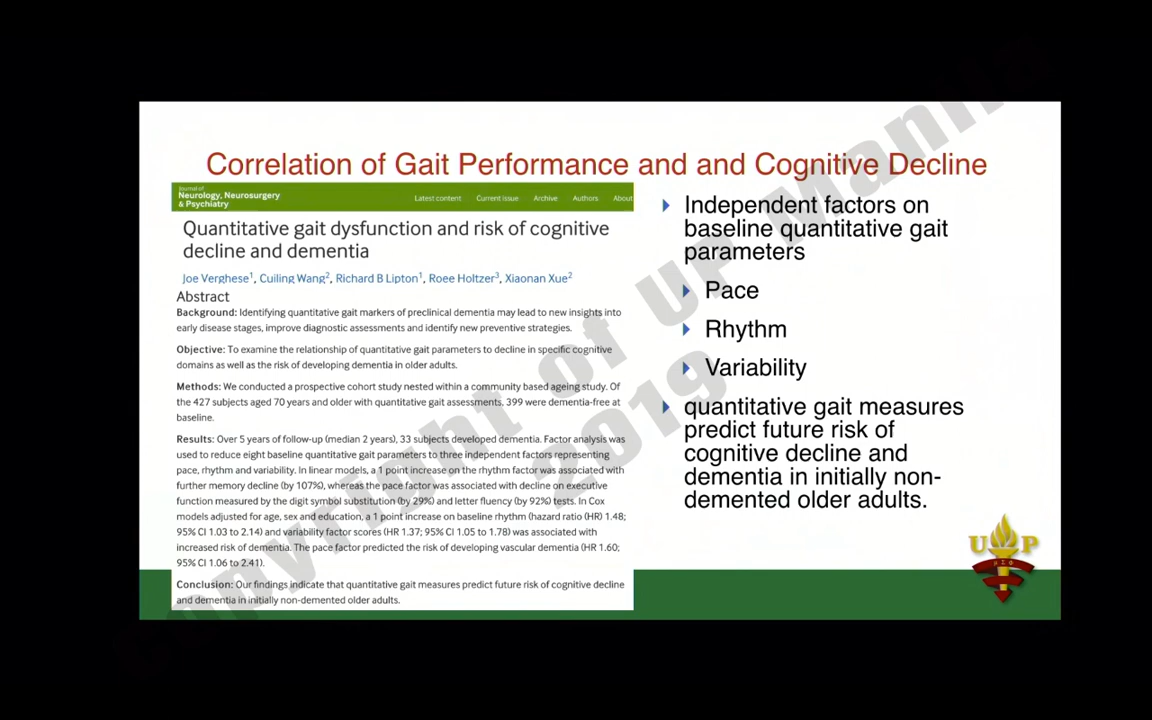 Correlation of Gait Performance and and Cognitive Decline
Journal of
Neurology, Neurosurgery
& Psychiatry
Latest content
Current issue
Archive
Authors
About
Quantitative gait dysfunction and risk of cognitive
decline and dementia
Joe Verghese1, Cuiling Wang2, Richard B Lipton1, Roee Holtzer3, Xiaonan Xue2
Abstract
Background: Identifying quantitative gait markers of preclinical dementia may lead to new insights into
early disease stages, improve diagnostic assessments and identify new preventive strategies.
Objective: To examine the relationship of quantitative gait parameters to decline in specific cognitive
domains as well as the risk of developing dementia in older adults.
Methods: We conducted a prospective cohort study nested within a community based ageing study. Of
the 427 subjects aged 70 years and older with quantitative gait assessments, 399 were dementia-free at
baseline.
Results: Over 5 years of follow-up (median 2 years), 33 subjects developed dementia. Factor analysis was
used to reduce eight baseline quantitative gait parameters to three independent factors representing
pace, rhythm and variability. In linear models, a 1 point increase on the rhythm factor was associated with
further memory decline (by 107%), whereas the pace factor was associated with decline on executive
function measured by the digit symbol substitution (by 29%) and letter fluency (by 92%) tests. In Cox
models adjusted for age, sex and education, a 1 point increase on baseline rhythm (hazard ratio (HR) 1.48;
95% CI 1.03 to 2.14) and variability factor scores (HR 1.37; 95% CI 1.05 to 1.78) was associated with
increased risk of dementia. The pace factor predicted the risk of developing vascular dementia (HR 1.60;
95% CI 1.06 to 2.41).
Conclusion: Our findings indicate that quantitative gait measures predict future risk of cognitive decline
and dementia in initially non-demented older adults.
Independent factors on
baseline quantitative gait
parameters
Pace
Rhythm
Variability
quantitative gait measures
predict future risk of
cognitive decline and
dementia in initially non-
demented older adults.
Copyright of UP Manila
2019
U P
ΗΣΦ